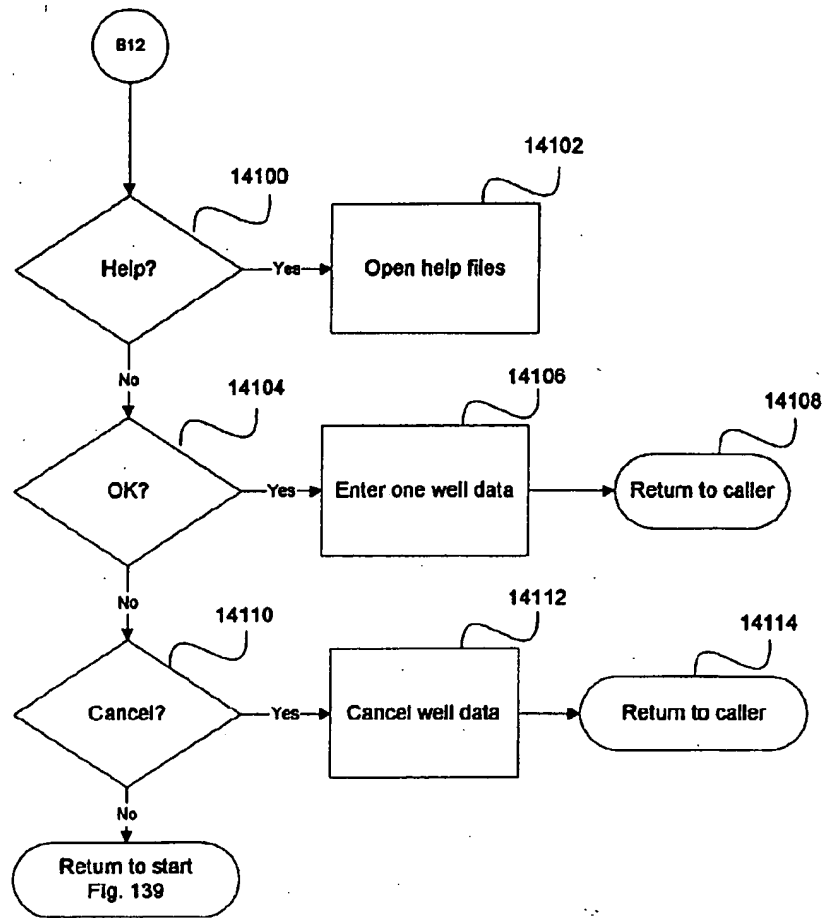 B12
14100
14102
Help?
Yes
Open help files
No
14104
14106
14108
OK?
Yes
Enter one well data
Return to caller
No
14110
14112
14114
Cancel?
Yes
Cancel well data
Return to caller
No
Return to start
Fig. 139